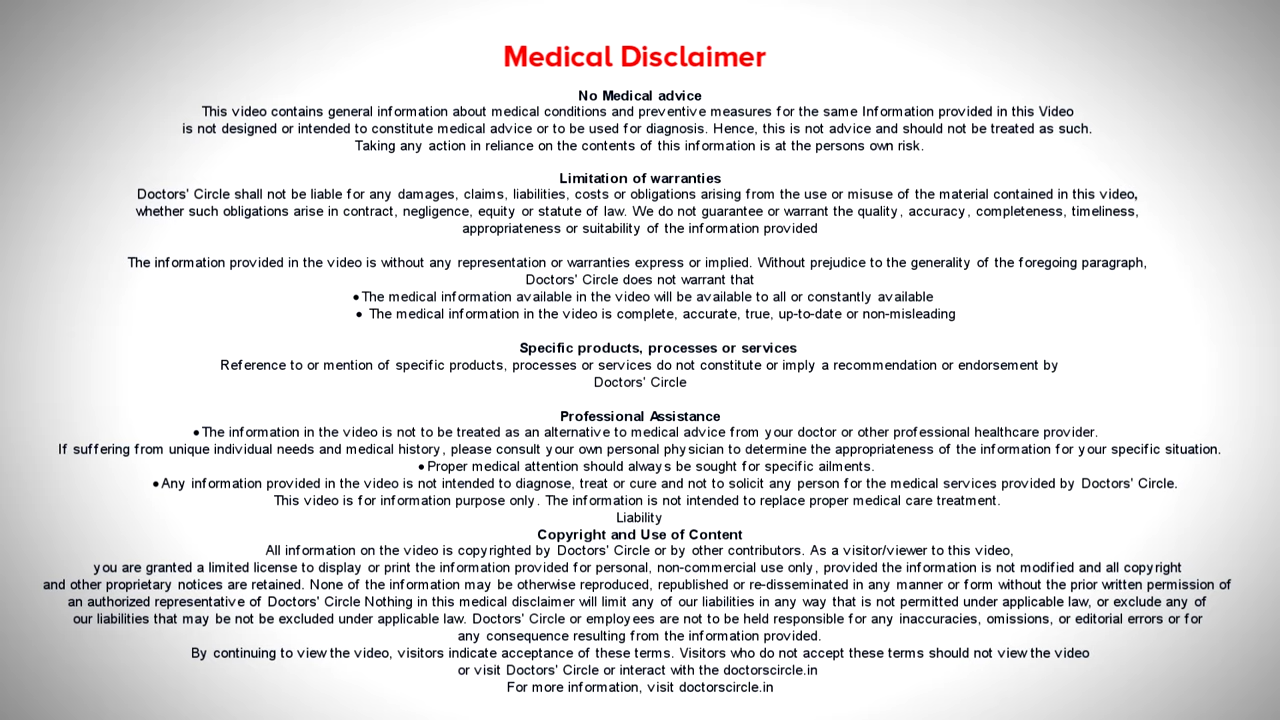 Medical Disclaimer
No Medical advice
This video contains general information about medical conditions and preventive measures for the same Information provided in this Video
is not designed or intended to constitute medical advice or to be used for diagnosis. Hence, this is not advice and should not be treated as such.
Taking any action in reliance on the contents of this information is at the persons own risk.
Limitation of warranties
Doctors' Circle shall not be liable for any damages, claims, liabilities, costs or obligations arising from the use or misuse of the material contained in this video,
whether such obligations arise in contract, negligence, equity or statute of law. We do not guarantee or warrant the quality, accuracy, completeness, timeliness,
appropriateness or suitability of the information provided
The information provided in the video is without any representation or warranties express or implied. Without prejudice to the generality of the foregoing paragraph,
Doctors' Circle does not warrant that
• The medical information available in the video will be available to all or constantly available
• The medical information in the video is complete, accurate, true, up-to-date or non-misleading
Specific products, processes or services
Reference to or mention of specific products, processes or services do not constitute or imply a recommendation or endorsement by
Doctors' Circle
Professional Assistance
• The information in the video is not to be treated as an alternative to medical advice from your doctor or other professional healthcare provider.
If suffering from unique individual needs and medical history, please consult your own personal physician to determine the appropriateness of the information for your specific situation.
• Proper medical attention should always be sought for specific ailments.
• Any information provided in the video is not intended to diagnose, treat or cure and not to solicit any person for the medical services provided by Doctors' Circle.
This video is for information purpose only. The information is not intended to replace proper medical care treatment.
Liability
Copyright and Use of Content
All information on the video is copyrighted by Doctors' Circle or by other contributors. As a visitor/viewer to this video,
you are granted a limited license to display or print the information provided for personal, non-commercial use only, provided the information is not modified and all copyright
and other proprietary notices are retained. None of the information may be otherwise reproduced, republished or re-disseminated in any manner or form without the prior written permission of
an authorized representative of Doctors' Circle Nothing in this medical disclaimer will limit any of our liabilities in any way that is not permitted under applicable law, or exclude any of
our liabilities that may be not be excluded under applicable law. Doctors' Circle or employees are not to be held responsible for any inaccuracies, omissions, or editorial errors or for
any consequence resulting from the information provided.
By continuing to view the video, visitors indicate acceptance of these terms. Visitors who do not accept these terms should not view the video
or visit Doctors' Circle or interact with the doctorscircle.in
For more information, visit doctorscircle.in